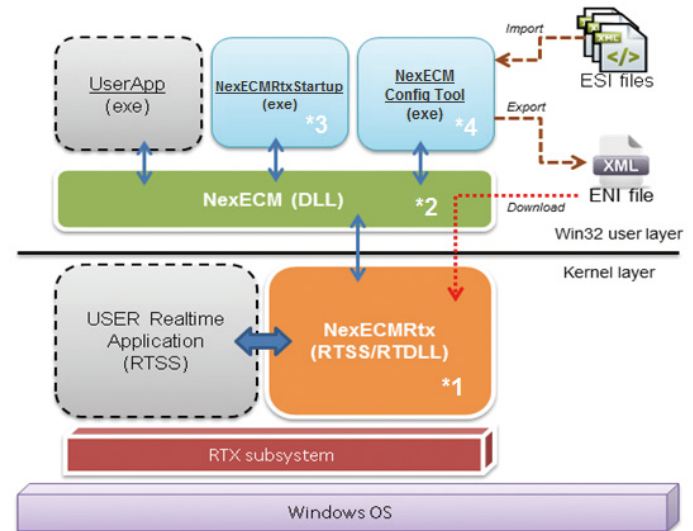 Import
XML
</>
ESI files
UserApp
(exe)
NexECMRtxStartup
(exe)
*3
NexECM
Config Tool
(exe)
*4
Export
XML
ENI file
Download
NexECM (DLL)
*2
Win32 user layer
Kernel layer
USER Realtime
Application
(RTSS)
NexECMRtx
(RTSS/RTDLL)
*1
RTX subsystem
Windows OS